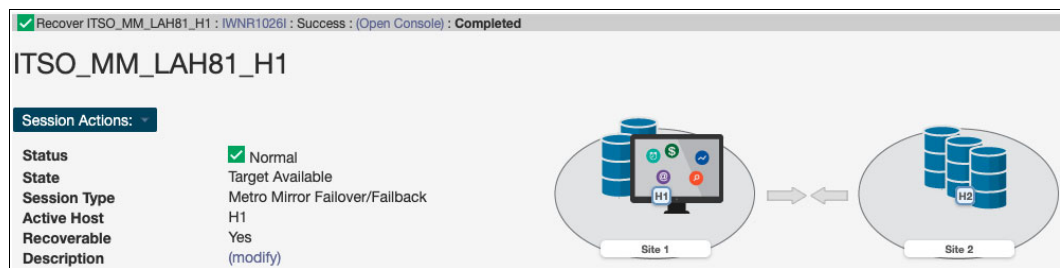 Recover ITSO_MM_LAH81_H1 : IWNR1026I : Success : (Open Console) : Completed
ITSO_MM_LAH81_H1
Session Actions:
Status Normal
State Target Available
Session Type Metro Mirror Failover/Failback
Active Host H1
Recoverable Yes
Description (modify)
$
@
H1
H2
Site 1
Site 2